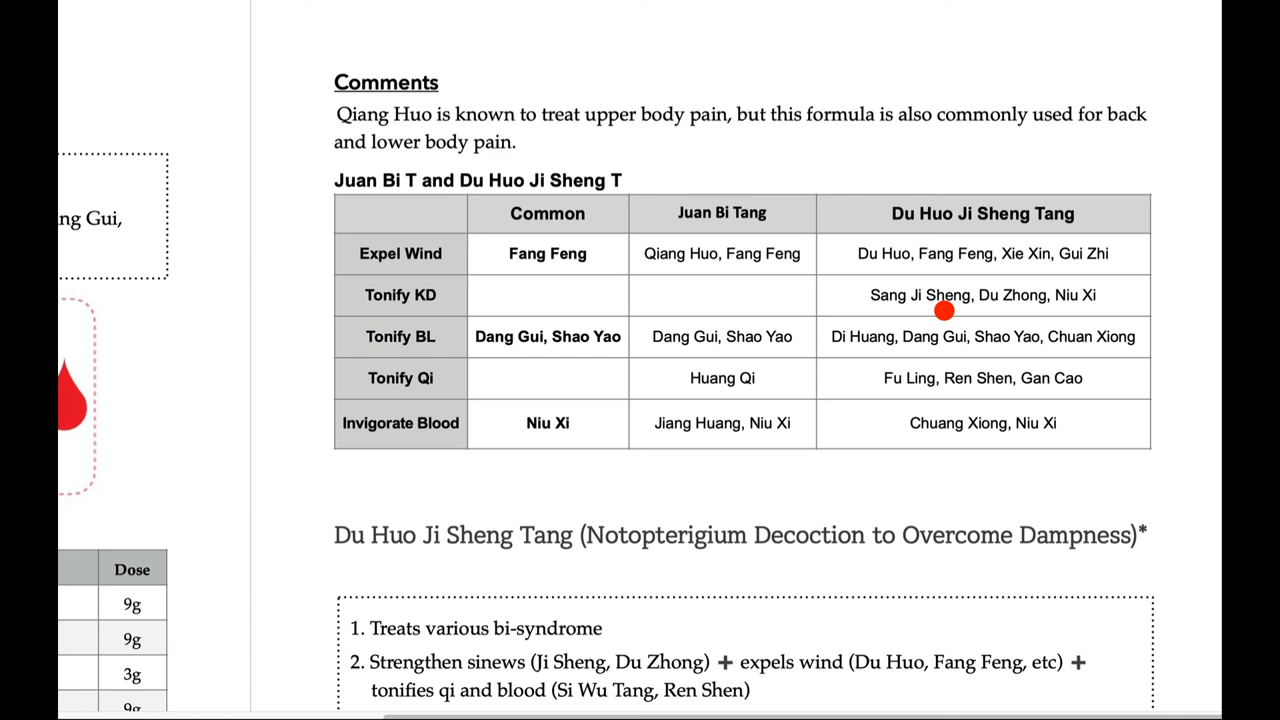 ng Gui,
Dose
9g
9g
3g
Comments
Qiang Huo is known to treat upper body pain, but this formula is also commonly used for back
and lower body pain.
Juan Bi T and Du Huo Ji Sheng T
Common Juan Bi Tang Du Huo Ji Sheng Tang
Expel Wind Fang Feng Qiang Huo, Fang Feng Du Huo, Fang Feng, Xie Xin, Gui Zhi
Tonify KD Sang Ji Sheng, Du Zhong, Niu Xi
Tonify BL Dang Gui, Shao Yao Dang Gui, Shao Yao Di Huang, Dang Gui, Shao Yao, Chuan Xiong
Tonify Qi Huang Qi Fu Ling, Ren Shen, Gan Cao
Invigorate Blood Niu Xi Jiang Huang, Niu Xi Chuang Xiong, Niu Xi
Du Huo Ji Sheng Tang (Notopterigium Decoction to Overcome Dampness)*
1. Treats various bi-syndrome
2. Strengthen sinews (Ji Sheng, Du Zhong) + expels wind (Du Huo, Fang Feng, etc) +
tonifies qi and blood (Si Wu Tang, Ren Shen)